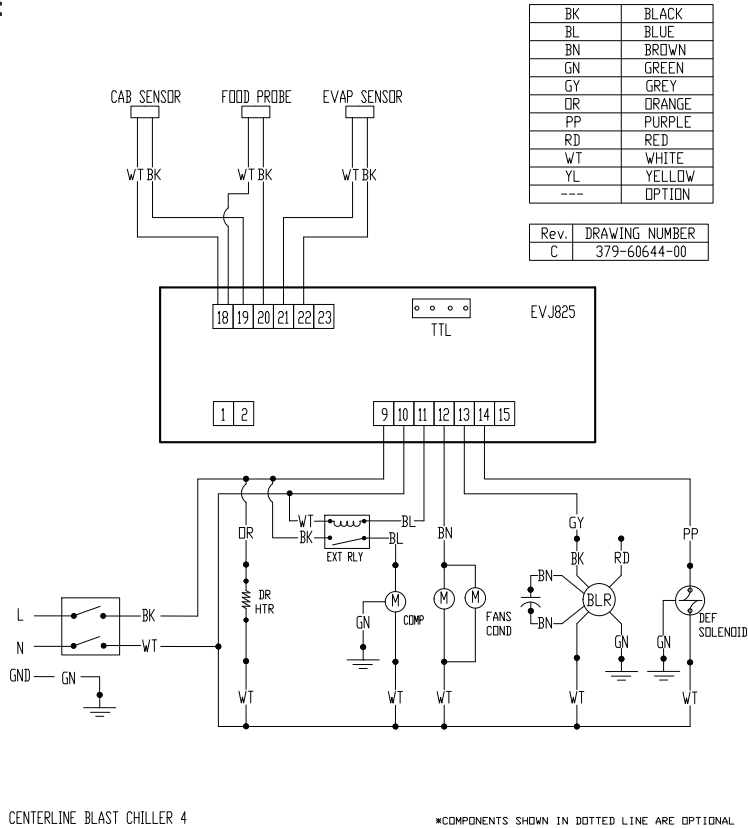 :
BK BLACK
BL BLUE
BN BROWN
GN GREEN
GY GREY
OR ORANGE
PP PURPLE
RD RED
WT WHITE
YL YELLOW
--- OPTION
Rev. DRAWING NUMBER
C 379-60644-00
CAB SENSOR FOOD PROBE EVAP SENSOR
WT BK WT BK WT BK
18 19 20 21 22 23
TTL
EVJ825
1 2 9 10 11 12 13 14 15
WT BL
OR BK BL BN GY PP
EXT RLY
BK RD
BN
DR HTR
M M M BLR
COMP
FANS COND
DEF SOLENOID
BN
GN GN GN
L BK
N WT
GND GN
WT WT WT WT WT
CENTERLINE BLAST CHILLER 4
*COMPONENTS SHOWN IN DOTTED LINE ARE OPTIONAL